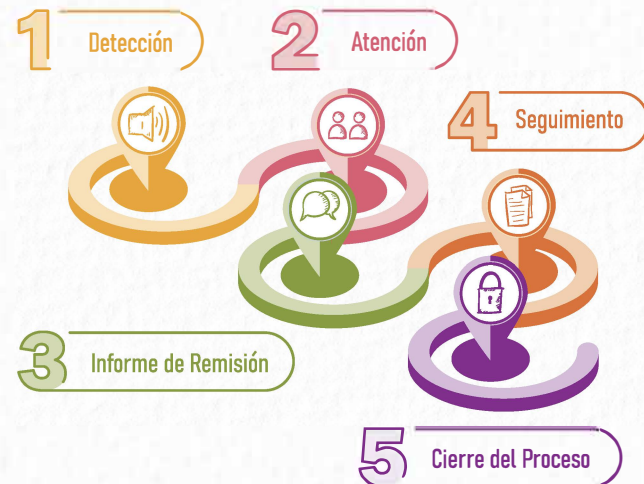 1 Detección
2 Atención
3 Informe de Remisión
4 Seguimiento
5 Cierre del Proceso